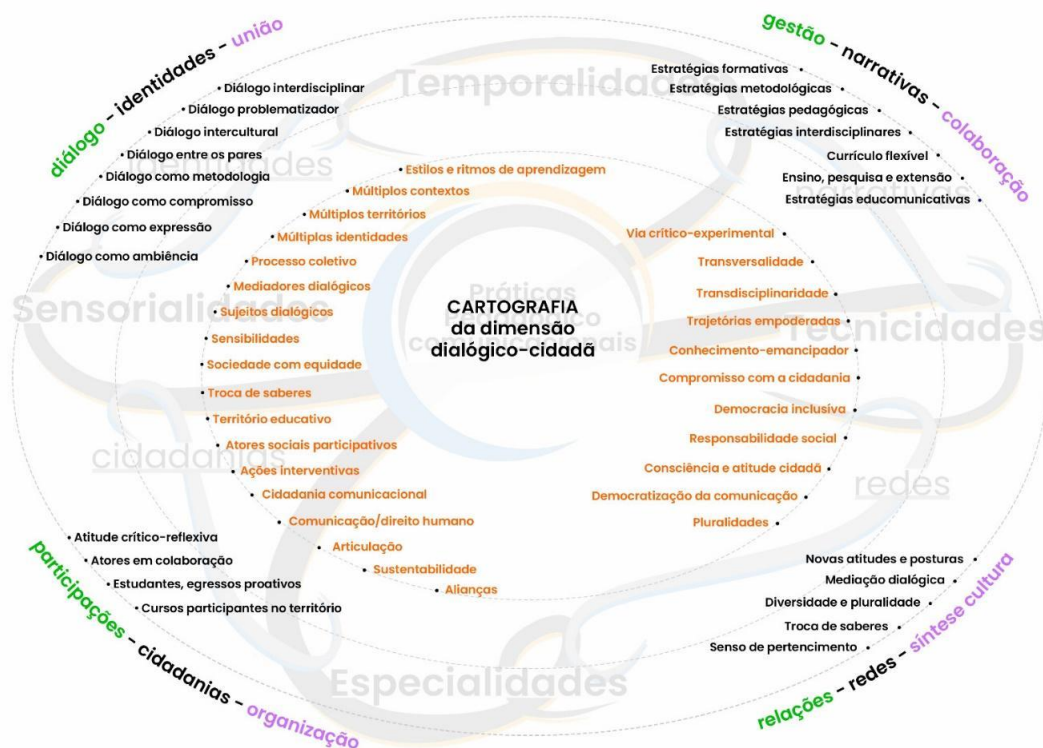 diálogo - identidades - união
Diálogo interdisciplinar
Diálogo problematizador
Diálogo intercultural
Diálogo entre os pares
Diálogo como metodologia
Diálogo como compromisso
Diálogo como expressão
Diálogo como ambiência
gestão - narrativas - colaboração
Estratégias formativas
Estratégias metodológicas
Estratégias pedagógicas
Estratégias interdisciplinares
Currículo flexível
Ensino, pesquisa e extensão
Estratégias educomunicativas
Temporalidades
identidades
narrativas
Sensorialidades
Tecnicidades
Práticas
Pedagógico
comunicacionais
CARTOGRAFIA
da dimensão
dialógico-cidadã
Estilos e ritmos de aprendizagem
Múltiplos contextos
Múltiplos territórios
Múltiplas identidades
Processo coletivo
Mediadores dialógicos
Sujeitos dialógicos
Sensibilidades
Sociedade com equidade
Troca de saberes
Território educativo
Atores sociais participativos
Ações interventivas
Cidadania comunicacional
Comunicação/direito humano
Articulação
Sustentabilidade
Alianças
Via crítico-experimental
Transversalidade
Transdisciplinaridade
Trajetórias empoderadas
Conhecimento-emancipador
Compromisso com a cidadania
Democracia inclusiva
Responsabilidade social
Consciência e atitude cidadã
Democratização da comunicação
Pluralidades
cidadanias
redes
Especialidades
Atitude crítico-reflexiva
Atores em colaboração
Estudantes, egressos proativos
Cursos participantes no território
participações - cidadanias - organização
Novas atitudes e posturas
Mediação dialógica
Diversidade e pluralidade
Troca de saberes
Senso de pertencimento
relações - redes - síntese cultura